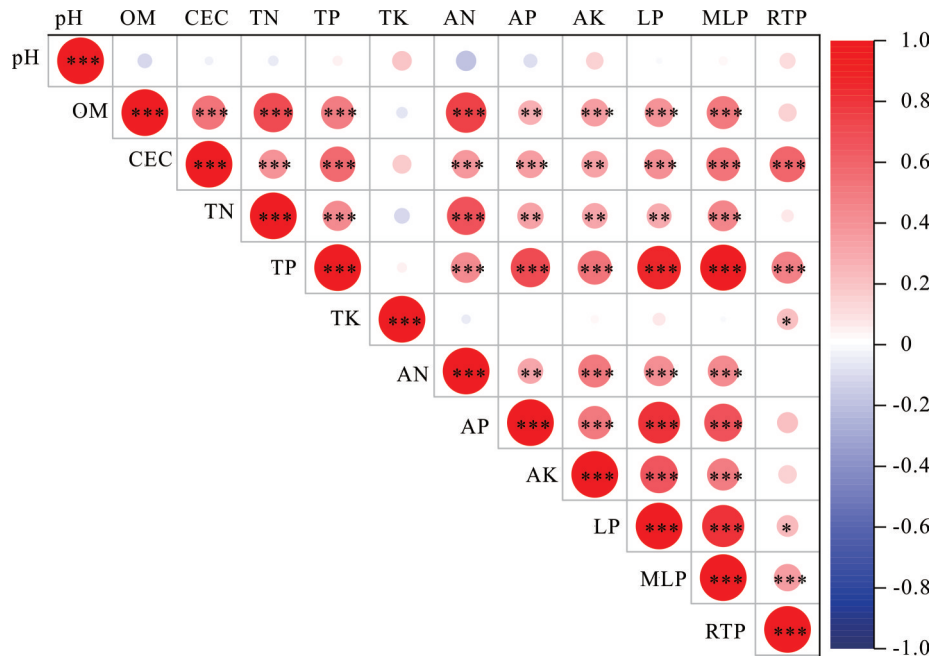 pH OM CEC TN TP TK AN AP AK LP MLP RTP
pH *** 1.0
OM *** *** *** *** *** ** *** *** *** 0.8
CEC *** *** *** *** *** ** *** *** *** 0.6
TN *** *** *** ** ** ** *** 0.4
TP *** *** *** *** *** *** *** 0.2
TK *** * 0
AN *** ** *** *** *** -0.2
AP *** *** *** *** -0.4
AK *** *** *** -0.6
LP *** *** * -0.8
MLP *** *** -1.0
RTP ***